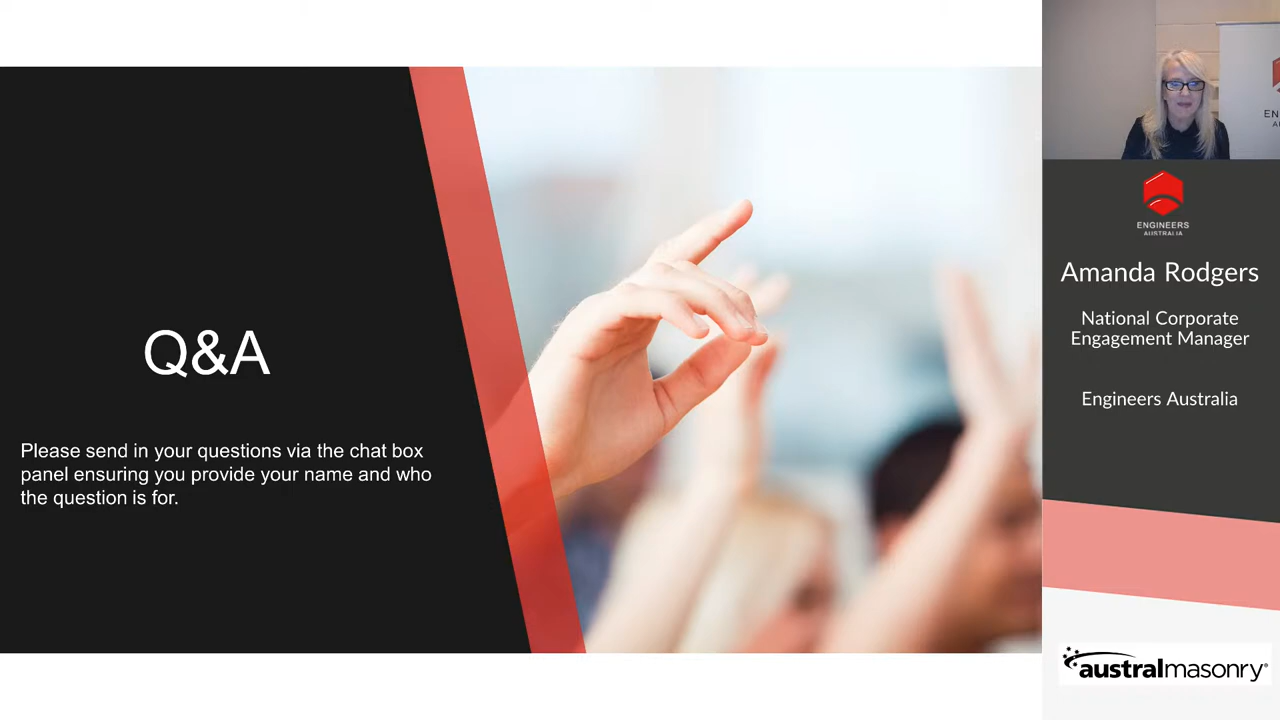 Q&A
Please send in your questions via the chat box
panel ensuring you provide your name and who
the question is for.
ENGINEERS
AUSTRALIA
Amanda Rodgers
National Corporate
Engagement Manager
Engineers Australia
australmasonry®